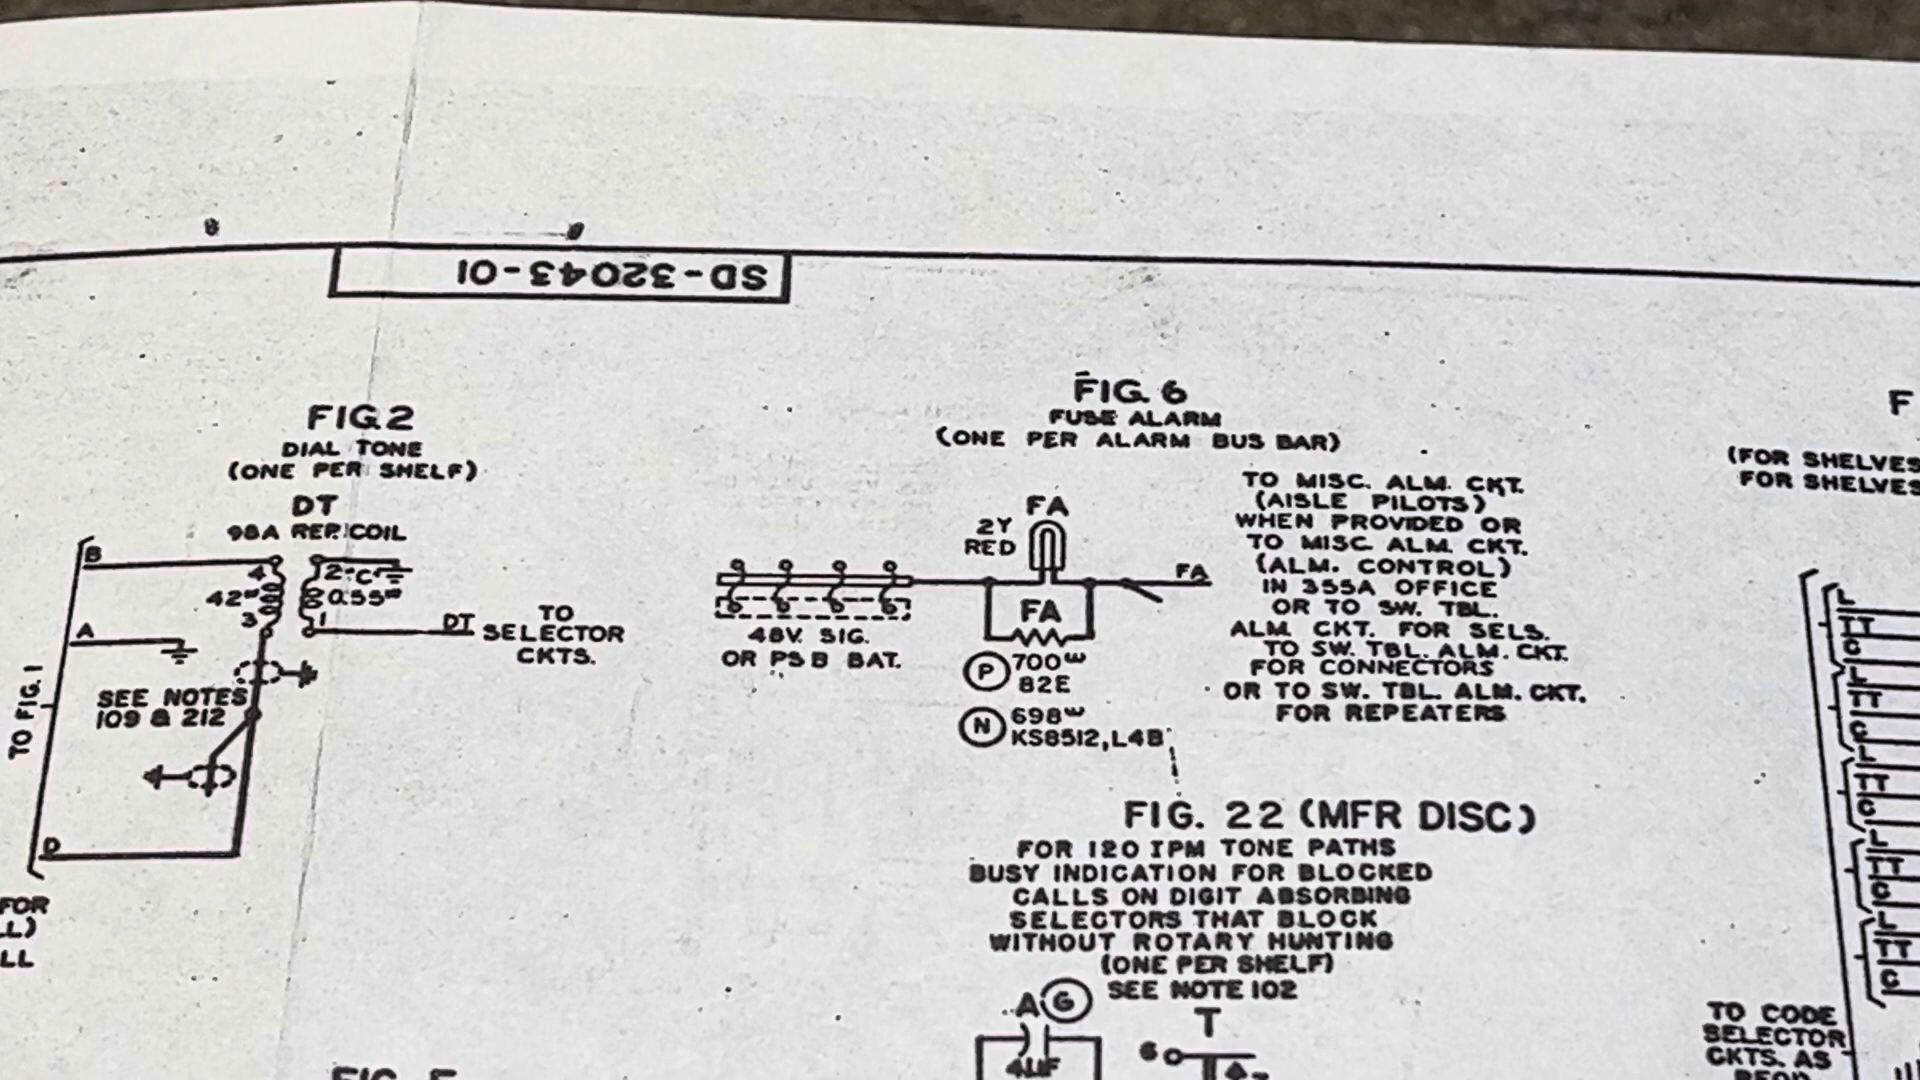 SD-32043-01
FIG. 2
DIAL TONE
(ONE PER SHELF)
DT
98A REP. COIL
B
4
2
"C"
42ω
0.55ω
3
1
A
DT
TO
SELECTOR
CKTS.
TO FIG. 1
SEE NOTES
109 & 212
D
FOR
LL)
LL
FIG. 6
FUSE ALARM
(ONE PER ALARM BUS BAR)
FA
2Y
RED
FA
FA
48V. SIG.
OR PSB BAT.
P 700ω
82E
N 698ω
KS8512, L4B
TO MISC. ALM. CKT.
(AISLE PILOTS)
WHEN PROVIDED OR
TO MISC. ALM. CKT.
(ALM. CONTROL)
IN 355A OFFICE
OR TO SW. TBL.
ALM. CKT. FOR SELS.
TO SW. TBL. ALM. CKT.
FOR CONNECTORS
OR TO SW. TBL. ALM. CKT.
FOR REPEATERS
FIG. 22 (MFR DISC)
FOR 120 IPM TONE PATHS
BUSY INDICATION FOR BLOCKED
CALLS ON DIGIT ABSORBING
SELECTORS THAT BLOCK
WITHOUT ROTARY HUNTING
(ONE PER SHELF)
SEE NOTE 102
A G
4UF
T
6
F
(FOR SHELVES
FOR SHELVES
L
TT
C
L
TT
C
L
TT
C
L
TT
C
L
TT
C
TO CODE
SELECTOR
CKTS. AS